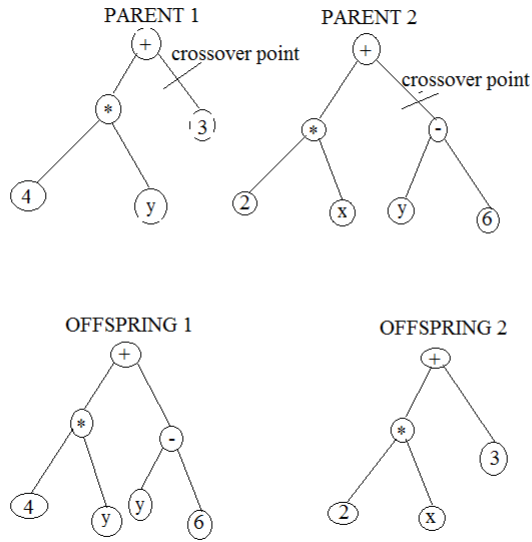 PARENT 1 PARENT 2
+ +
crossover point
crossover point
* 3 * -
4 y 2 x y 6
OFFSPRING 1 OFFSPRING 2
+ +
* - * 3
4 y y 6 2 x